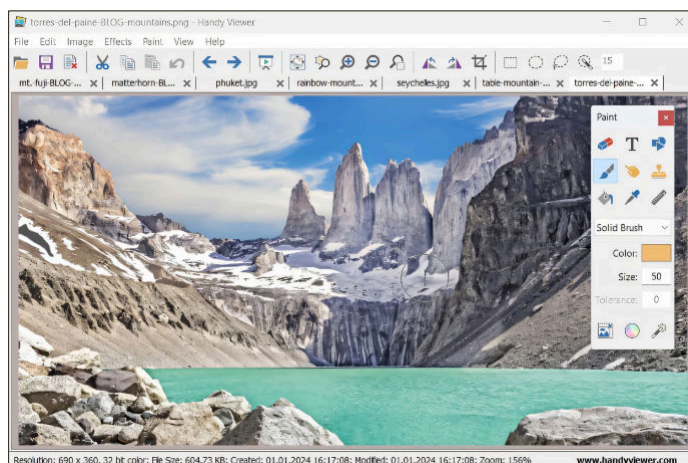 torres-del-paine-BLOG-mountains.png - Handy Viewer
File Edit Image Effects Paint View Help
15
mt.-fuji-BLOG-... matterhorn-BL... phuket.jpg rainbow-mount... seychelles.jpg table-mountain-... torres-del-paine-...
Paint
T
Solid Brush
Color:
Size: 50
Tolerance: 0
Resolution: 690 x 360, 32 bit color; File Size: 604,73 KB; Created: 01.01.2024 16:17:08; Modified: 01.01.2024 16:17:08; Zoom: 156% www.handyviewer.com